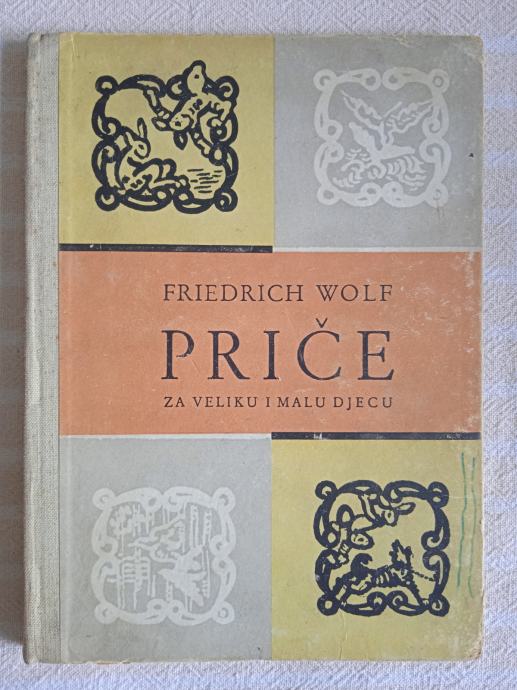 FRIEDRICH WOLF
PRIČE
ZA VELIKU I MALU DJECU